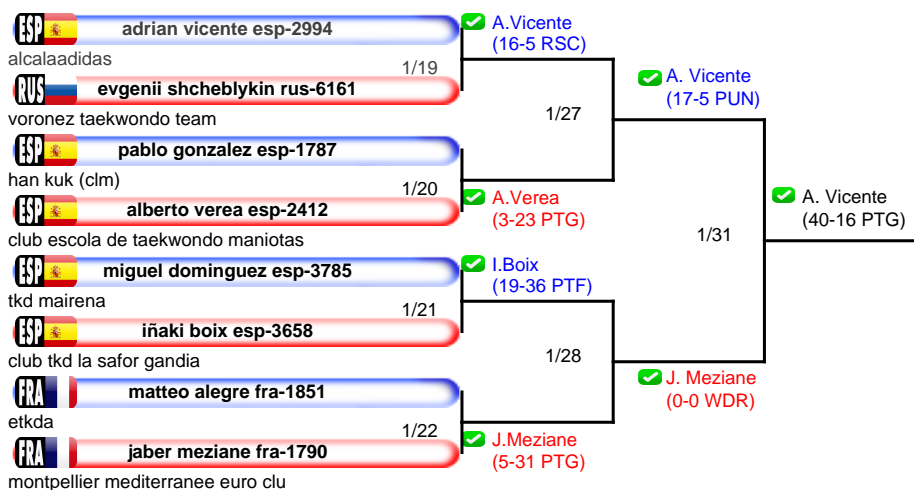 ESP adrian vicente esp-2994
alcalaadidas
1/19
RUS evgenii shcheblykin rus-6161
voronez taekwondo team
ESP pablo gonzalez esp-1787
han kuk (clm)
1/20
ESP alberto verea esp-2412
club escola de taekwondo maniotas
ESP miguel dominguez esp-3785
tkd mairena
1/21
ESP iñaki boix esp-3658
club tkd la safor gandia
FRA matteo alegre fra-1851
etkda
1/22
FRA jaber meziane fra-1790
montpellier mediterranee euro clu
A.Vicente
(16-5 RSC)
1/27
A.Verea
(3-23 PTG)
I.Boix
(19-36 PTF)
1/28
J.Meziane
(5-31 PTG)
A. Vicente
(17-5 PUN)
1/31
J. Meziane
(0-0 WDR)
A. Vicente
(40-16 PTG)